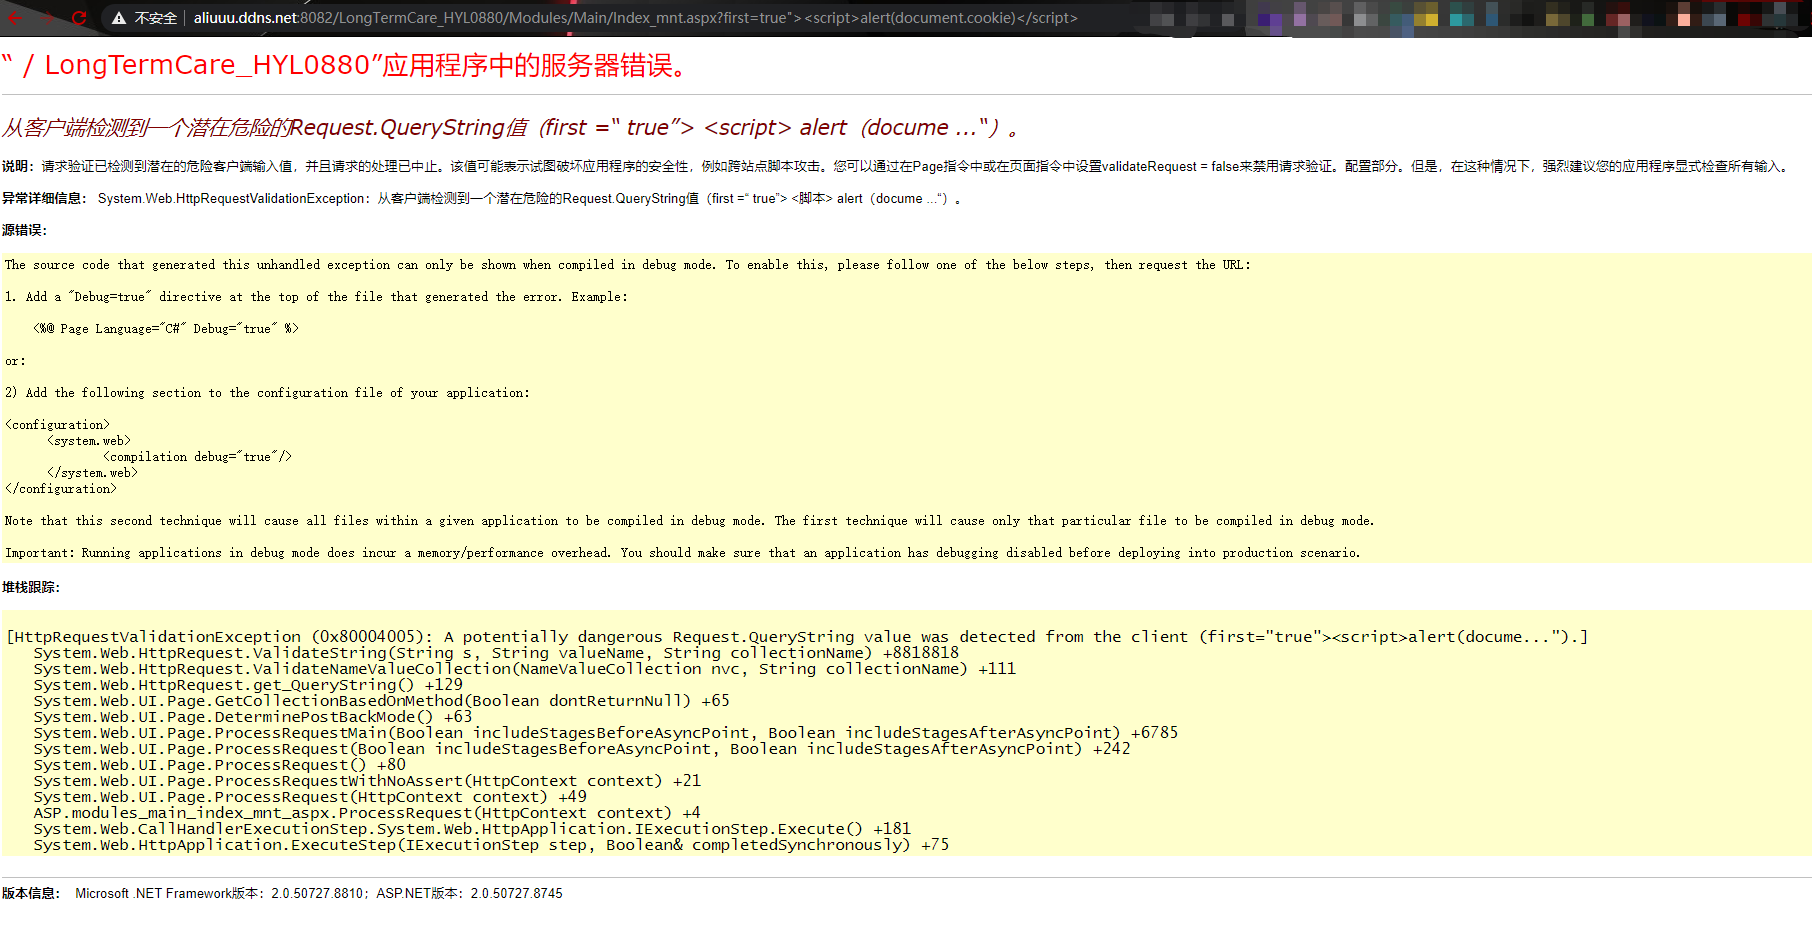 不安全 aliuuu.ddns.net:8082/LongTermCare_HYL0880/Modules/Main/Index_mnt.aspx?first=true"><script>alert(document.cookie)</script>
“ / LongTermCare_HYL0880”应用程序中的服务器错误。
从客户端检测到一个潜在危险的Request.QueryString值（first =“ true”> <script> alert（docume ...“）。
说明： 请求验证已检测到潜在的危险客户端输入值，并且请求的处理已中止。该值可能表示试图破坏应用程序的安全性，例如跨站点脚本攻击。您可以通过在Page指令中或在页面指令中设置validateRequest = false来禁用请求验证。配置部分。但是，在这种情况下，强烈建议您的应用程序显式检查所有输入。
异常详细信息： System.Web.HttpRequestValidationException：从客户端检测到一个潜在危险的Request.QueryString值（first =“ true”> <脚本> alert（docume ...“）。
源错误：
The source code that generated this unhandled exception can only be shown when compiled in debug mode. To enable this, please follow one of the below steps, then request the URL:
1. Add a "Debug=true" directive at the top of the file that generated the error. Example:
<%@ Page Language="C#" Debug="true" %>
or:
2) Add the following section to the configuration file of your application:
<configuration>
<system.web>
<compilation debug="true"/>
</system.web>
</configuration>
Note that this second technique will cause all files within a given application to be compiled in debug mode. The first technique will cause only that particular file to be compiled in debug mode.
Important: Running applications in debug mode does incur a memory/performance overhead. You should make sure that an application has debugging disabled before deploying into production scenario.
堆栈跟踪：
[HttpRequestValidationException (0x80004005): A potentially dangerous Request.QueryString value was detected from the client (first="true"><script>alert(docume...").]
System.Web.HttpRequest.ValidateString(String s, String valueName, String collectionName) +8818818
System.Web.HttpRequest.ValidateNameValueCollection(NameValueCollection nvc, String collectionName) +111
System.Web.HttpRequest.get_QueryString() +129
System.Web.UI.Page.GetCollectionBasedOnMethod(Boolean dontReturnNull) +65
System.Web.UI.Page.DeterminePostBackMode() +63
System.Web.UI.Page.ProcessRequestMain(Boolean includeStagesBeforeAsyncPoint, Boolean includeStagesAfterAsyncPoint) +6785
System.Web.UI.Page.ProcessRequest(Boolean includeStagesBeforeAsyncPoint, Boolean includeStagesAfterAsyncPoint) +242
System.Web.UI.Page.ProcessRequest() +80
System.Web.UI.Page.ProcessRequestWithNoAssert(HttpContext context) +21
System.Web.UI.Page.ProcessRequest(HttpContext context) +49
ASP.modules_main_index_mnt_aspx.ProcessRequest(HttpContext context) +4
System.Web.CallHandlerExecutionStep.System.Web.HttpApplication.IExecutionStep.Execute() +181
System.Web.HttpApplication.ExecuteStep(IExecutionStep step, Boolean& completedSynchronously) +75
版本信息： Microsoft .NET Framework版本：2.0.50727.8810；ASP.NET版本：2.0.50727.8745